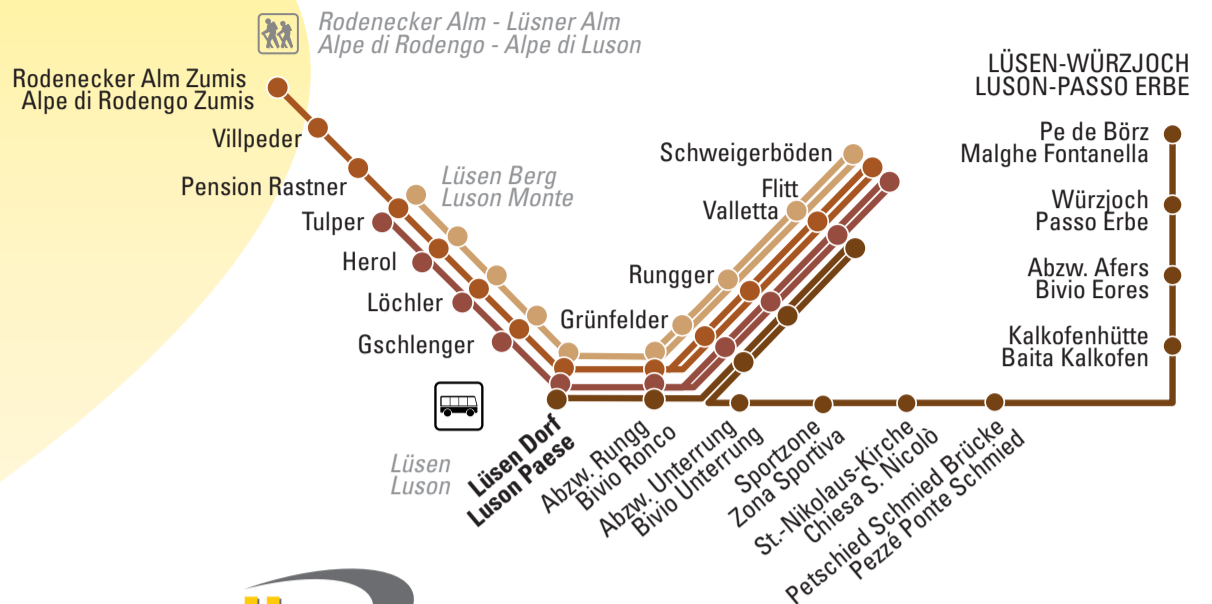 Rodenecker Alm - Lüsner Alm
Alpe di Rodengo - Alpe di Luson
Rodenecker Alm Zumis
Alpe di Rodengo Zumis
Villpeder
Pension Rastner
Tulper
Herol
Löchler
Gschlenger
Lüsen Berg
Luson Monte
Schweigerböden
Flitt
Valletta
Rungger
Grünfelder
LÜSEN-WÜRZJOCH
LUSON-PASSO ERBE
Pe de Börz
Malghe Fontanella
Würzjoch
Passo Erbe
Abzw. Afers
Bivio Eores
Kalkofenhütte
Baita Kalkofen
Lüsen
Luson
Lüsen Dorf
Luson Paese
Abzw. Rungg
Bivio Ronco
Abzw. Unterrung
Bivio Unterrung
Sportzone
Zona Sportiva
St.-Nikolaus-Kirche
Chiesa S. Nicolò
Petschied Schmied Brücke
Pezzé Ponte Schmied